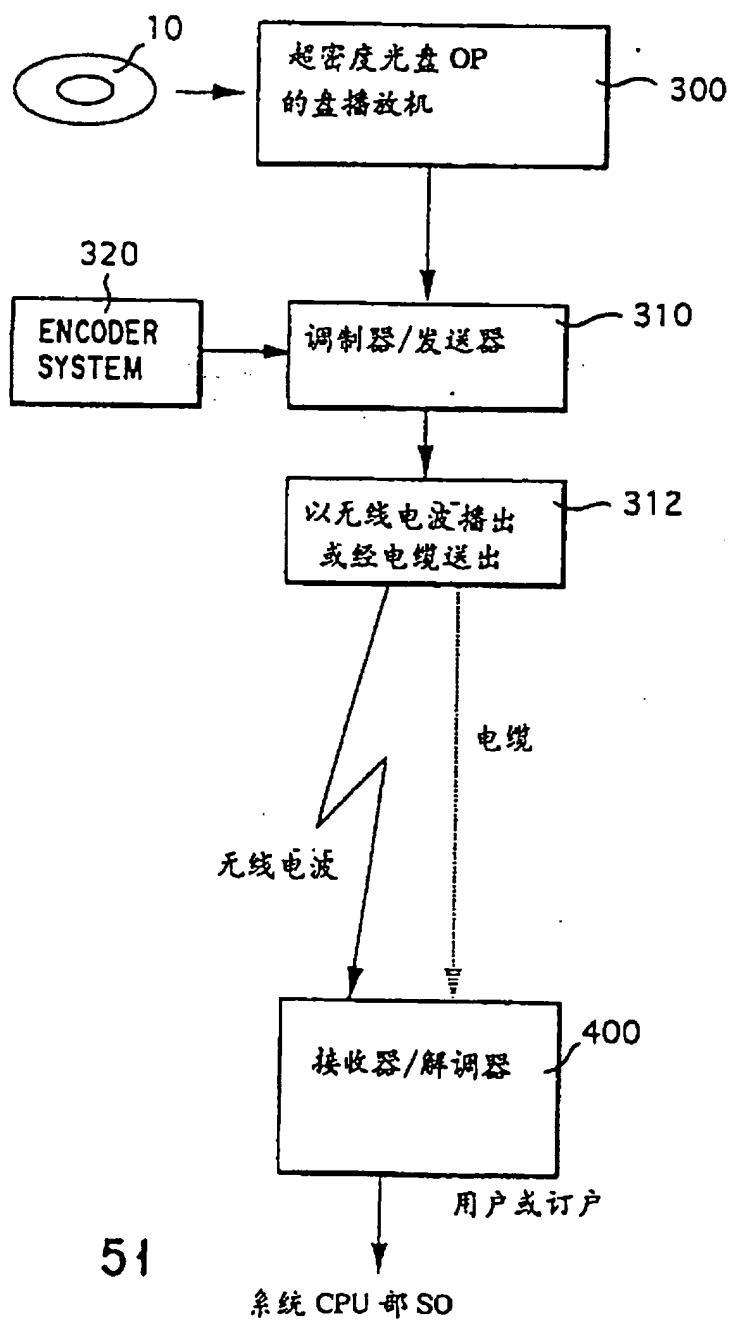 10
超密度光盘 OP
的盘播放机
300
320
ENCODER
SYSTEM
调制器/发送器
310
以无线电波播出
或经电缆送出
312
电缆
无线电波
接收器/解调器
400
用户或订户
51
系统 CPU 部 SO